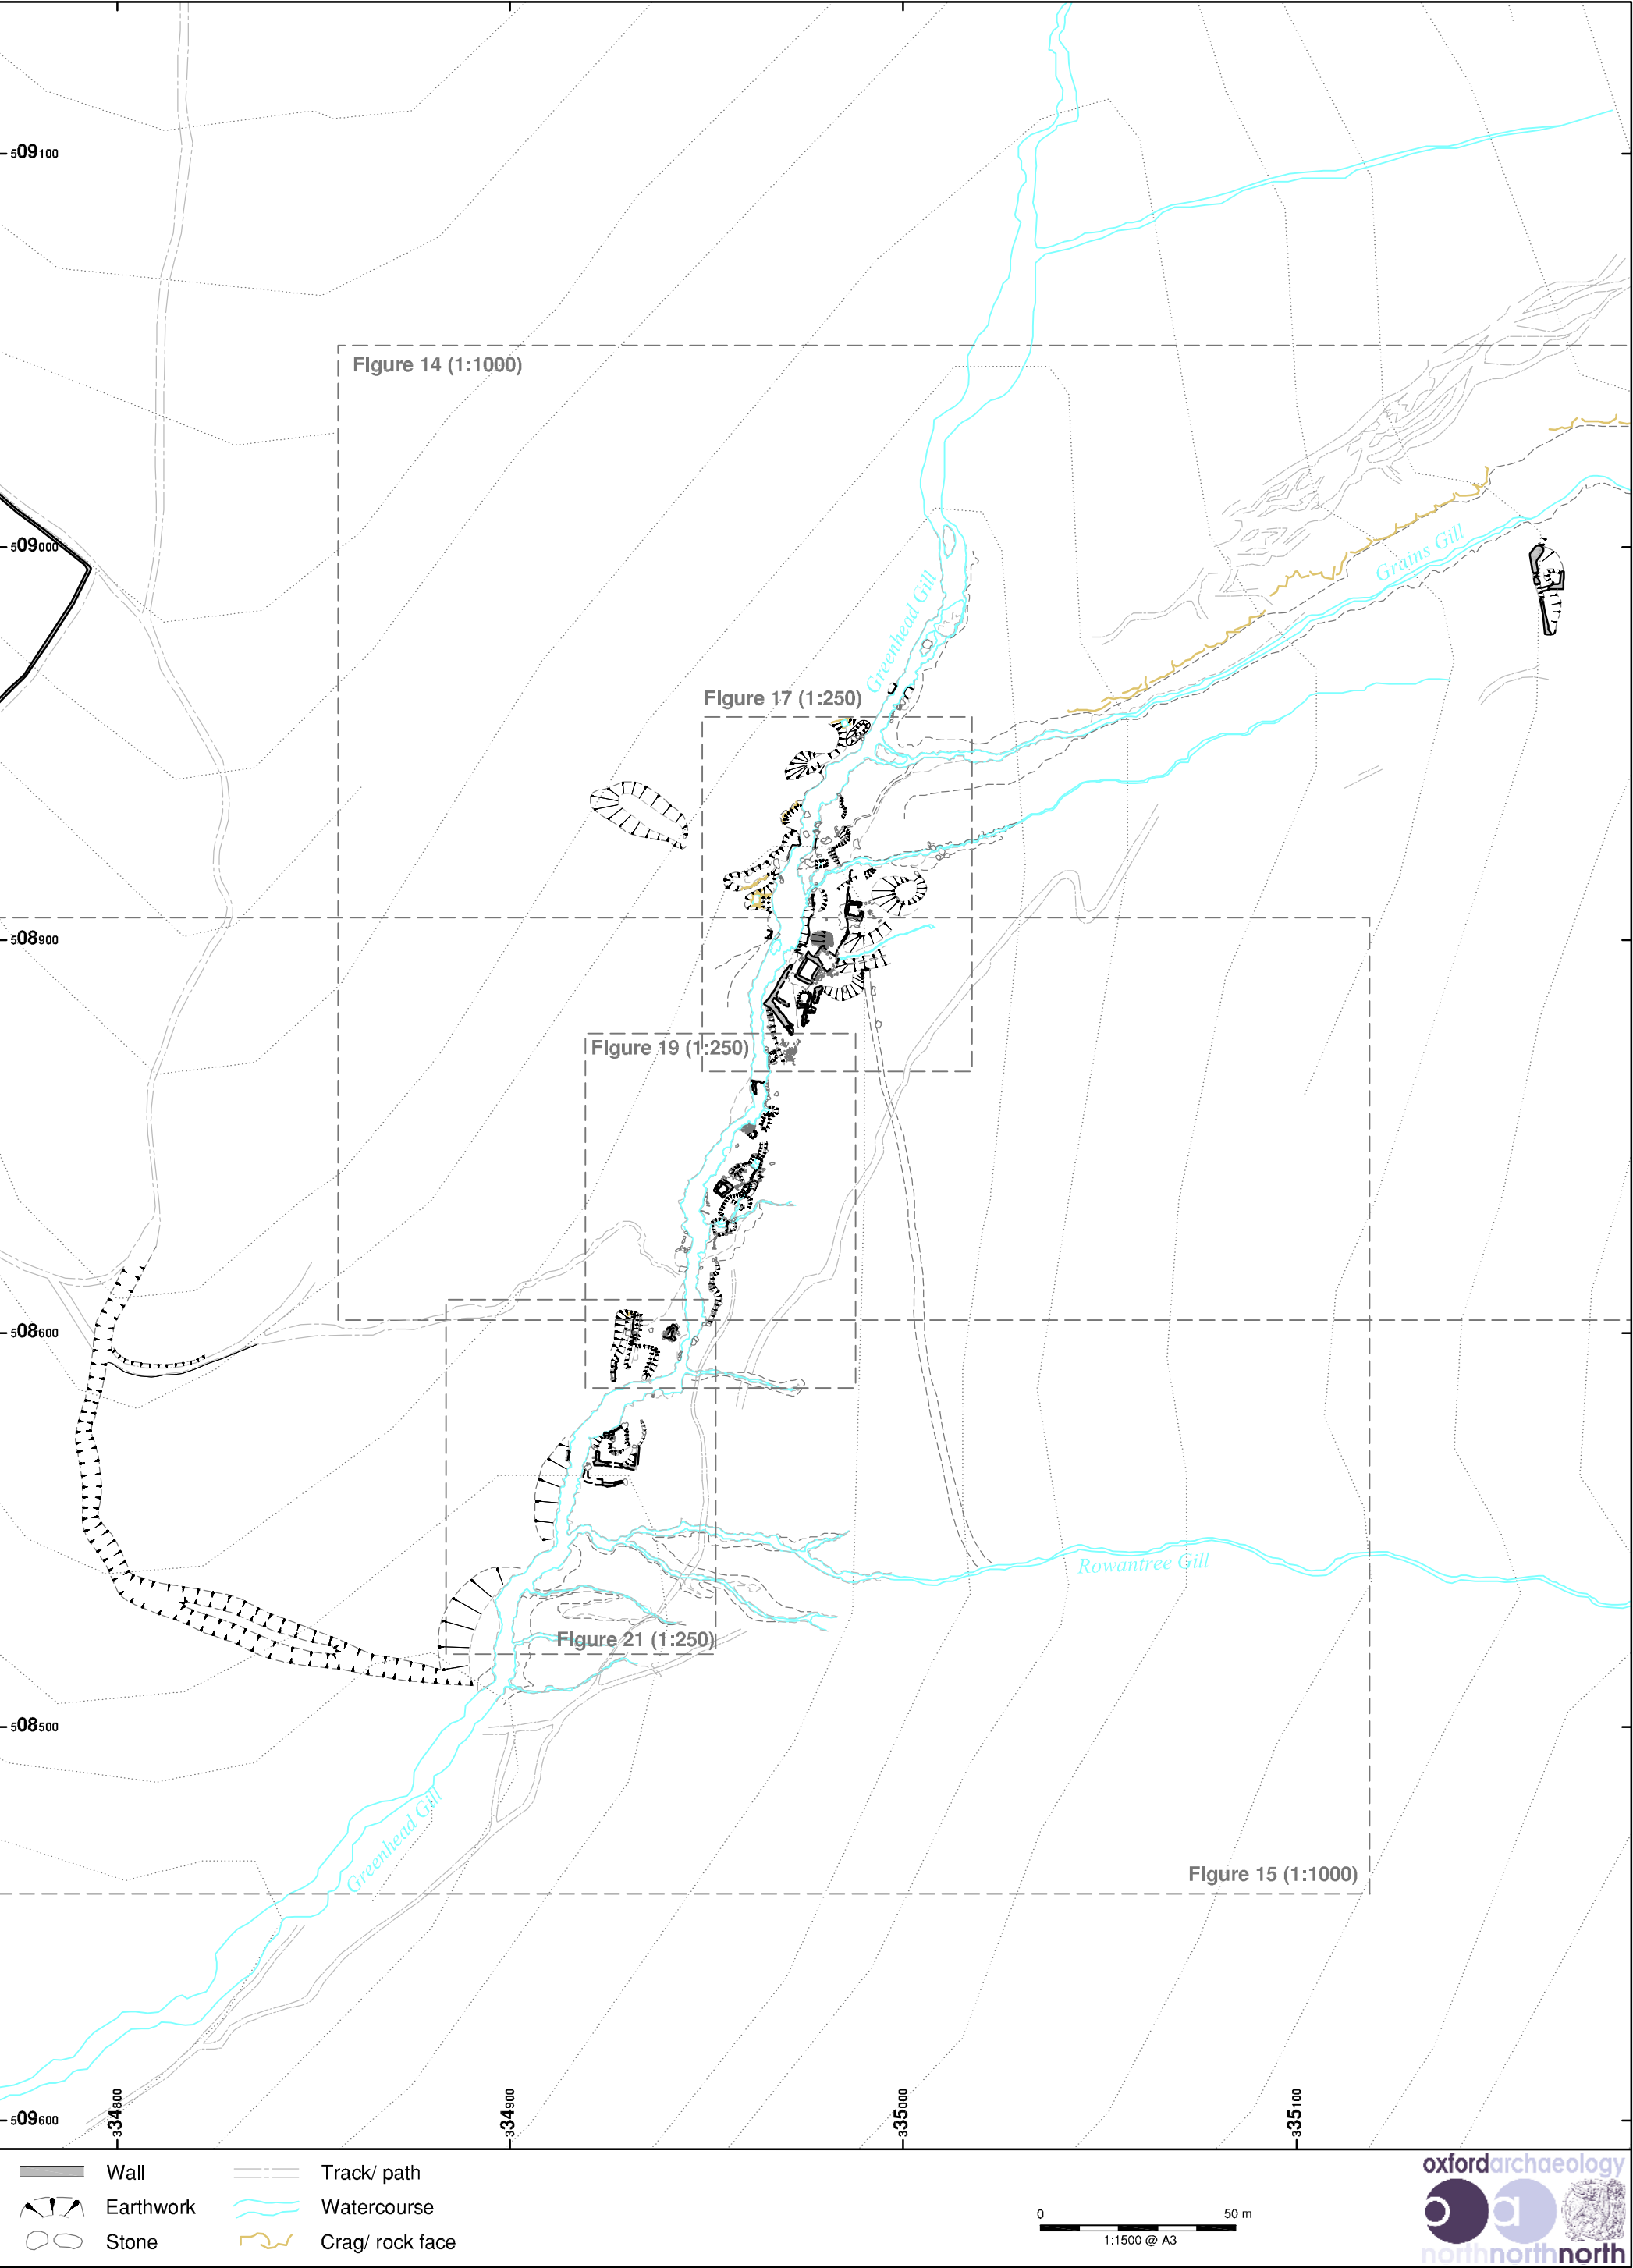 509100
Figure 14 (1:1000)
509000
Grains Gill
Greenhead Gill
FIgure 17 (1:250)
508900
FIgure 19 (1:250)
508600
Rowantree Gill
FIgure 21 (1:250)
508500
Greenhead Gill
FIgure 15 (1:1000)
509600
334800
334900
335000
335100
Wall
Track/ path
Earthwork
Watercourse
Stone
Crag/ rock face
0 50 m
1:1500 @ A3
oxfordarchaeology
oa
northnorthnorth